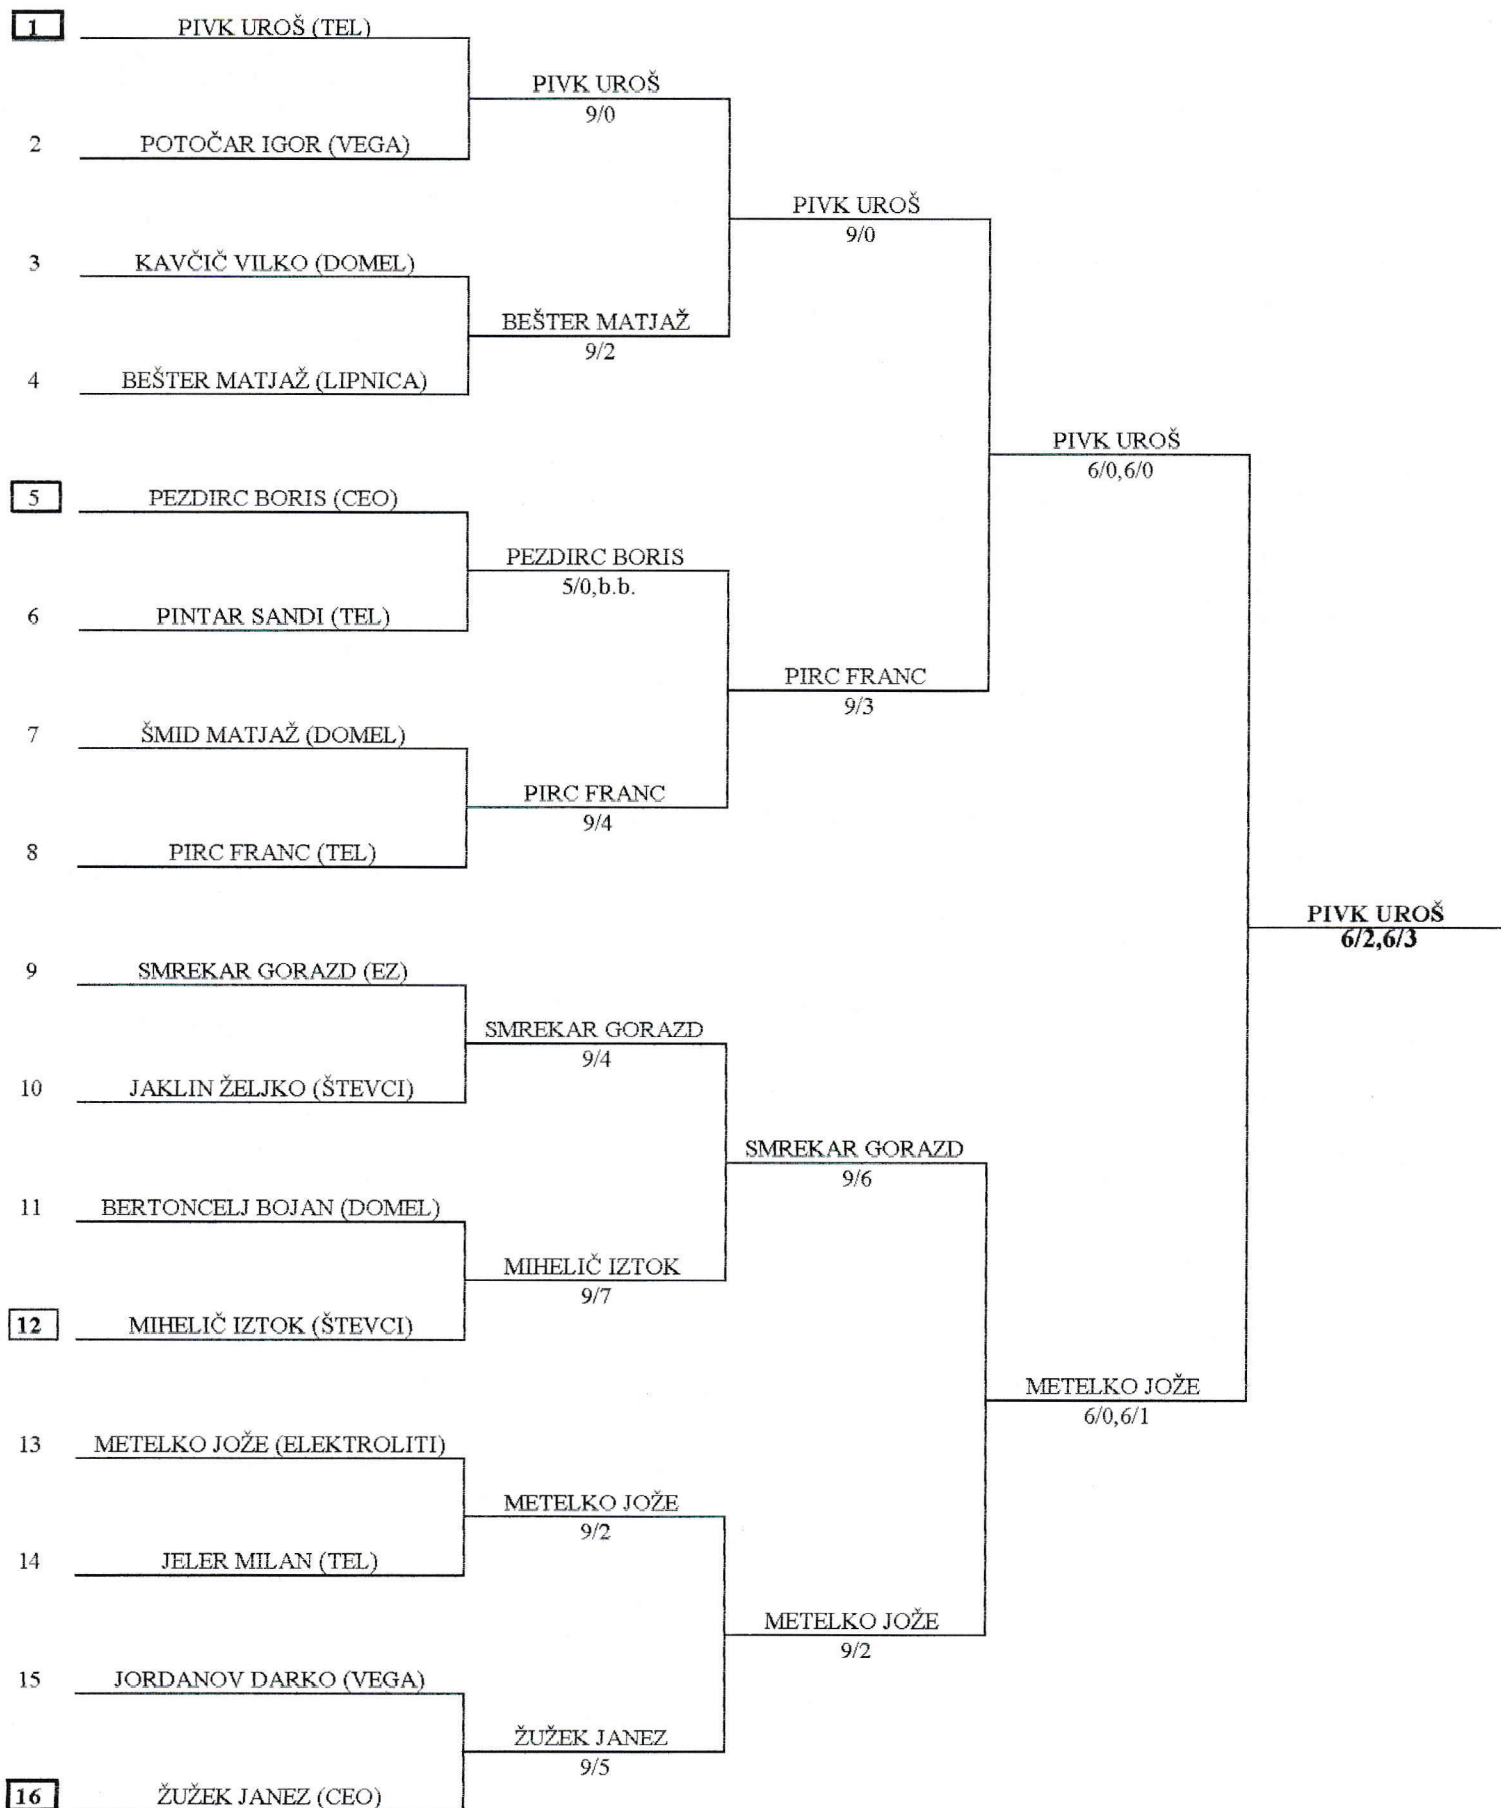 1 PIVK UROŠ (TEL)
PIVK UROŠ
9/0
2 POTOČAR IGOR (VEGA)
PIVK UROŠ
9/0
3 KAVČIČ VILKO (DOMEL)
BEŠTER MATJAŽ
9/2
4 BEŠTER MATJAŽ (LIPNICA)
PIVK UROŠ
6/0,6/0
5 PEZDIRC BORIS (CEO)
PEZDIRC BORIS
5/0,b.b.
6 PINTAR SANDI (TEL)
PIRC FRANC
9/3
7 ŠMID MATJAŽ (DOMEL)
PIRC FRANC
9/4
8 PIRC FRANC (TEL)
PIVK UROŠ
6/2,6/3
9 SMREKAR GORAZD (EZ)
SMREKAR GORAZD
9/4
10 JAKLIN ŽELJKO (ŠTEVCI)
SMREKAR GORAZD
9/6
11 BERTONCELJ BOJAN (DOMEL)
MIHELIČ IZTOK
9/7
12 MIHELIČ IZTOK (ŠTEVCI)
METELKO JOŽE
6/0,6/1
13 METELKO JOŽE (ELEKTROLITI)
METELKO JOŽE
9/2
14 JELER MILAN (TEL)
METELKO JOŽE
9/2
15 JORDANOV DARKO (VEGA)
ŽUŽEK JANEZ
9/5
16 ŽUŽEK JANEZ (CEO)